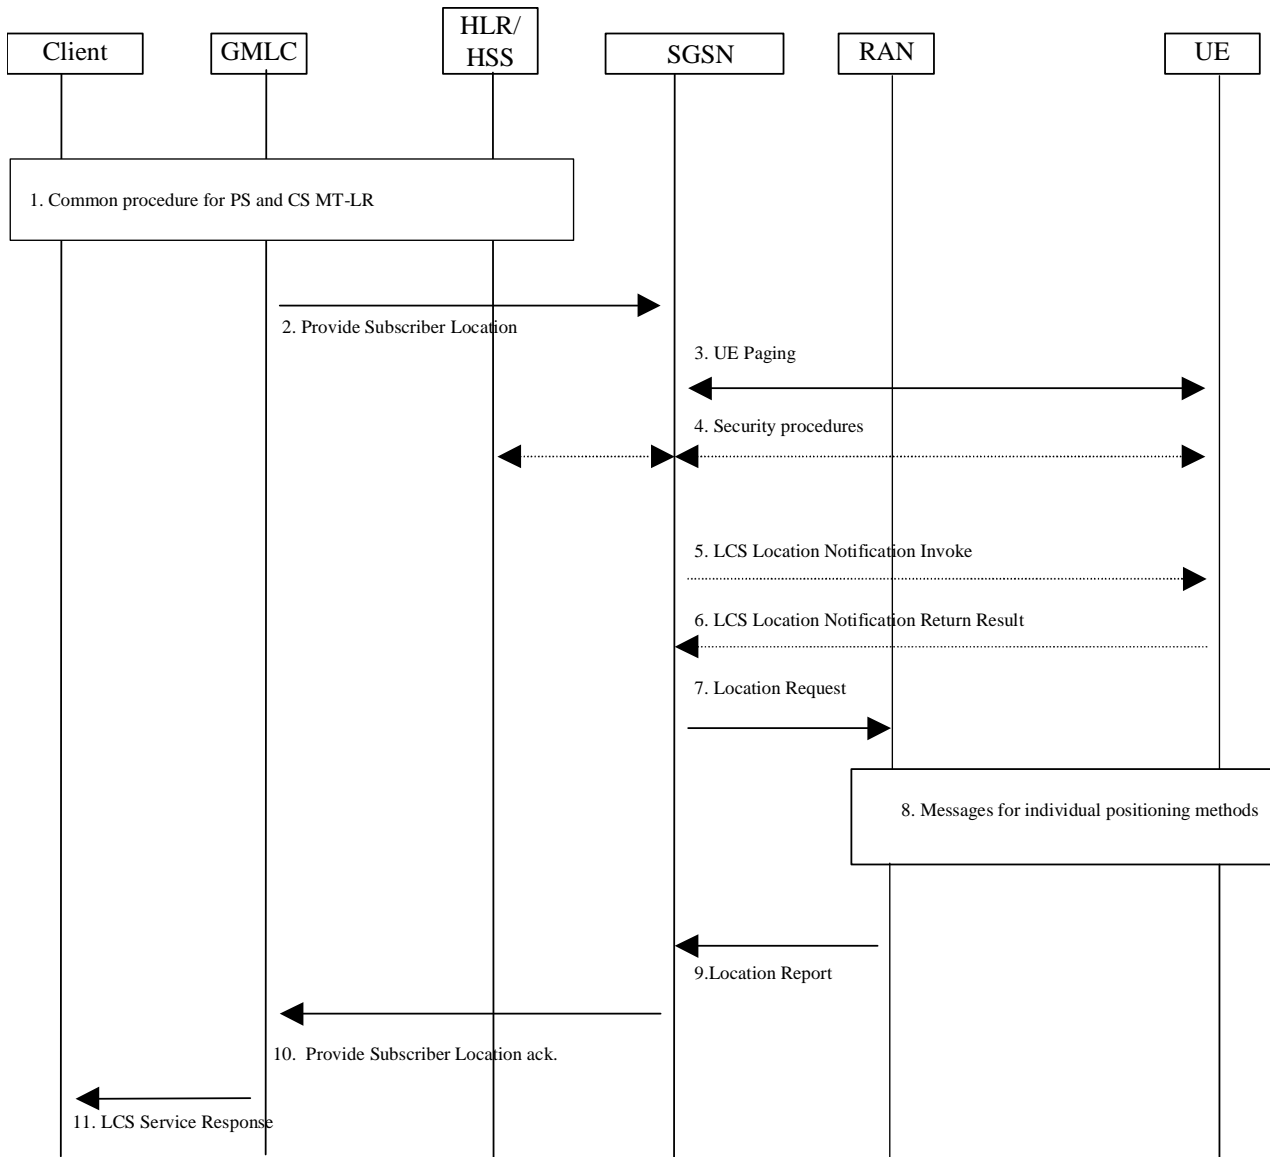 Client
GMLC
HLR/
HSS
SGSN
RAN
UE
1. Common procedure for PS and CS MT-LR
2. Provide Subscriber Location
3. UE Paging
4. Security procedures
5. LCS Location Notification Invoke
6. LCS Location Notification Return Result
7. Location Request
8. Messages for individual positioning methods
9.Location Report
10. Provide Subscriber Location ack.
11. LCS Service Response